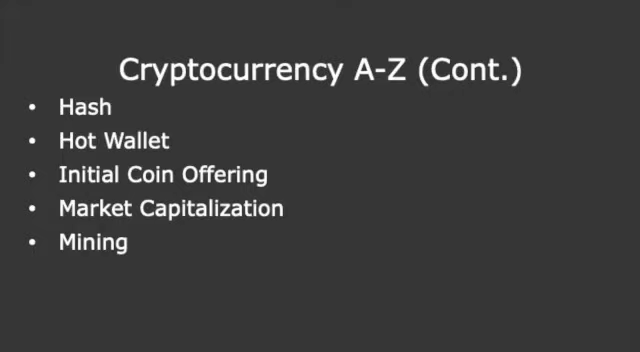 Cryptocurrency A-Z (Cont.)
• Hash
• Hot Wallet
• Initial Coin Offering
• Market Capitalization
• Mining